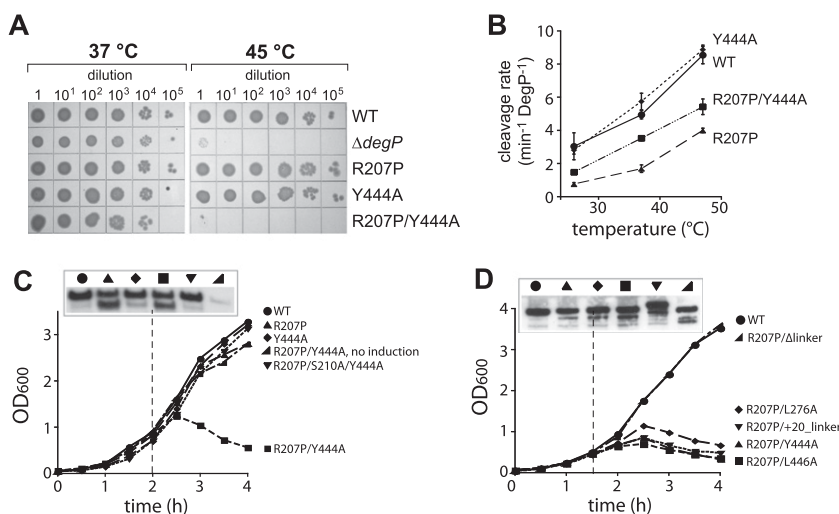 A
37 °C 45 °C
dilution dilution
1 10¹ 10² 10³ 10⁴ 10⁵ 1 10¹ 10² 10³ 10⁴ 10⁵
WT
ΔdegP
R207P
Y444A
R207P/Y444A
B
cleavage rate
(min⁻¹ DegP⁻¹)
10
8
6
4
2
0
30 40 50
temperature (°C)
Y444A
WT
R207P/Y444A
R207P
C
OD600
3
2
1
0
0 1 2 3 4
time (h)
WT
R207P
Y444A
R207P/Y444A, no induction
R207P/S210A/Y444A
R207P/Y444A
D
OD600
4
3
2
1
0
0 1 2 3 4
time (h)
WT
R207P/Δlinker
R207P/L276A
R207P/+20_linker
R207P/Y444A
R207P/L446A